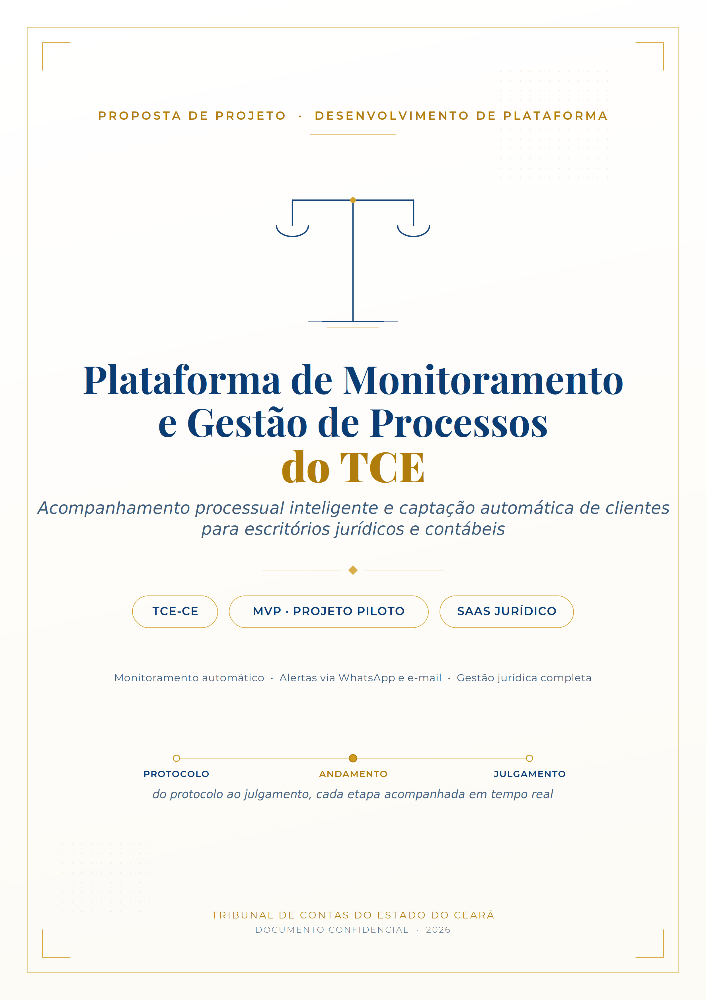 PROPOSTA DE PROJETO · DESENVOLVIMENTO DE PLATAFORMA
Plataforma de Monitoramento
e Gestão de Processos
do TCE
Acompanhamento processual inteligente e captação automática de clientes
para escritórios jurídicos e contábeis
TCE-CE
MVP · PROJETO PILOTO
SAAS JURÍDICO
Monitoramento automático · Alertas via WhatsApp e e-mail · Gestão jurídica completa
PROTOCOLO
ANDAMENTO
JULGAMENTO
do protocolo ao julgamento, cada etapa acompanhada em tempo real
TRIBUNAL DE CONTAS DO ESTADO DO CEARÁ
DOCUMENTO CONFIDENCIAL · 2026